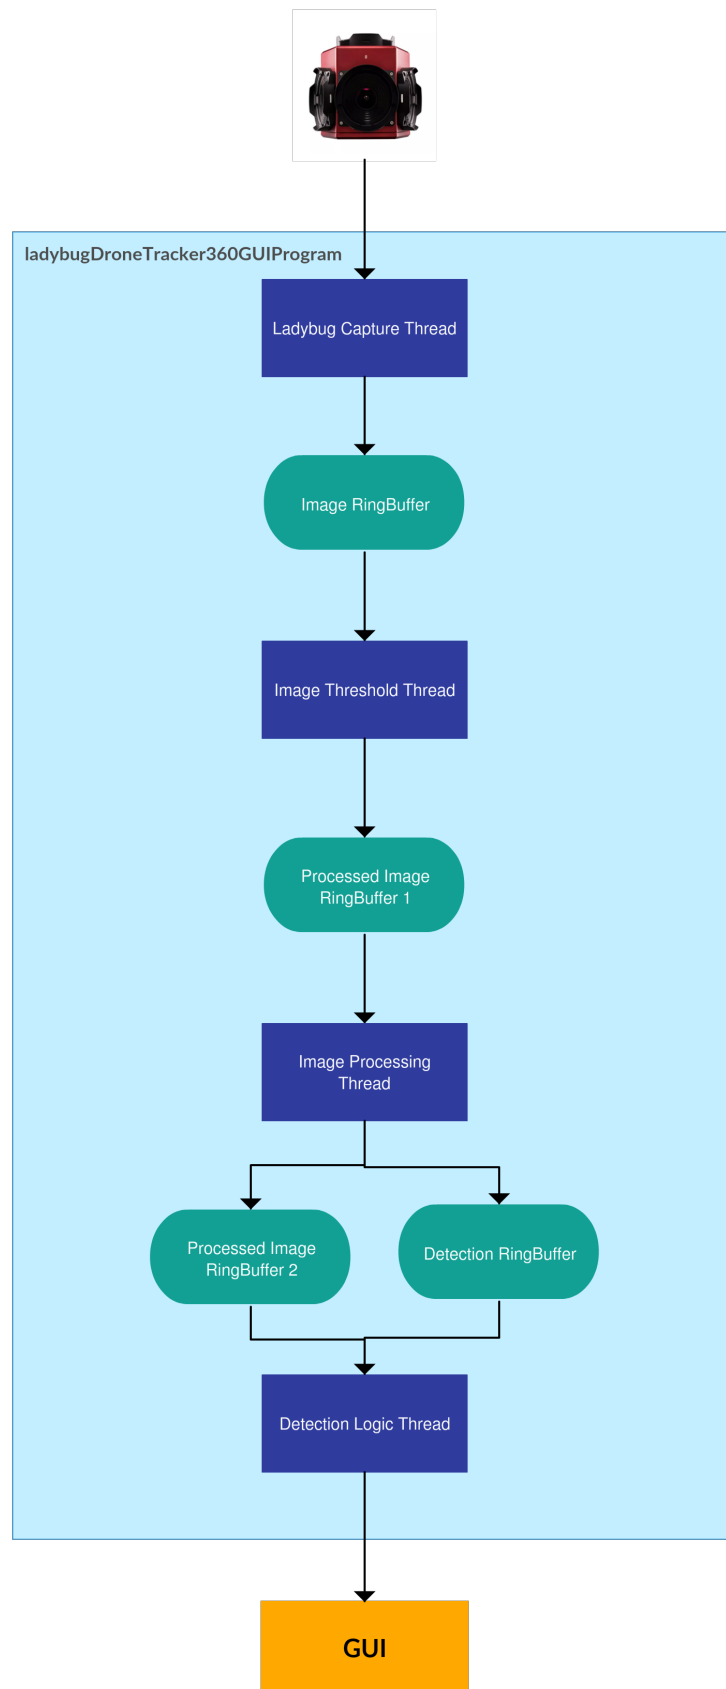 ladybugDroneTracker360GUIProgram
Ladybug Capture Thread
Image RingBuffer
Image Threshold Thread
Processed Image
RingBuffer 1
Image Processing
Thread
Processed Image
RingBuffer 2
Detection RingBuffer
Detection Logic Thread
GUI